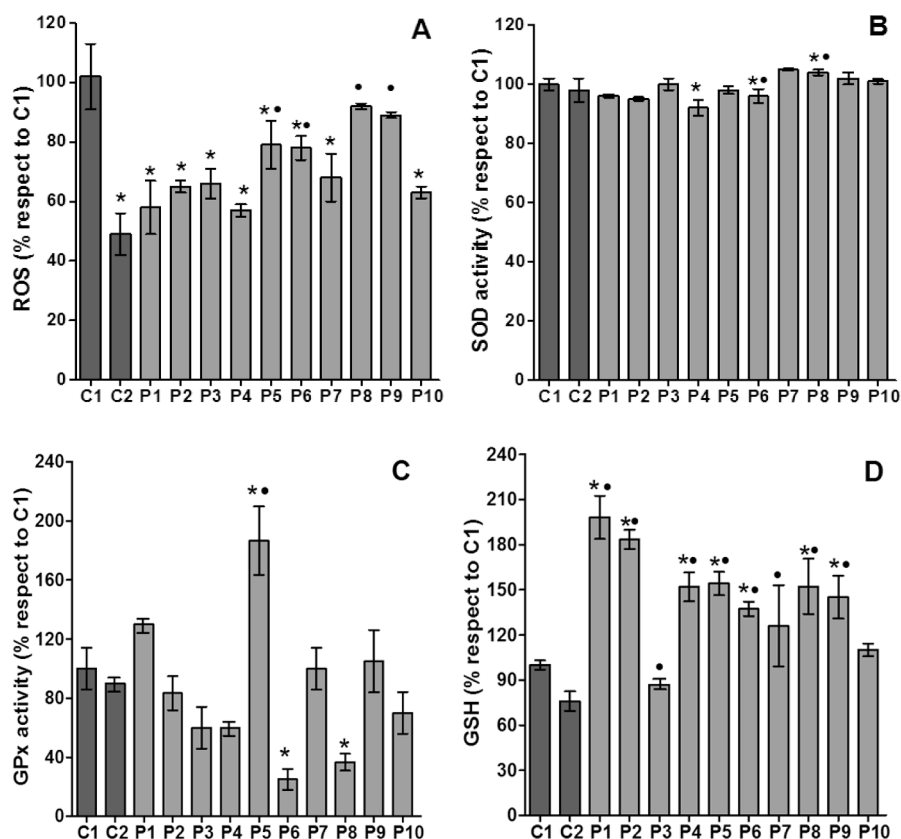 A
ROS (% respect to C1)
120
100
80
60
40
20
0
* * * * * *• *• * • • *
C1 C2 P1 P2 P3 P4 P5 P6 P7 P8 P9 P10
B
SOD activity (% respect to C1)
120
100
80
60
40
20
0
* *• *•
C1 C2 P1 P2 P3 P4 P5 P6 P7 P8 P9 P10
C
GPx activity (% respect to C1)
240
200
160
120
80
40
0
*• * *
C1 C2 P1 P2 P3 P4 P5 P6 P7 P8 P9 P10
D
GSH (% respect to C1)
240
210
180
150
120
90
60
30
0
*• *• • *• *• *• • *• *•
C1 C2 P1 P2 P3 P4 P5 P6 P7 P8 P9 P10